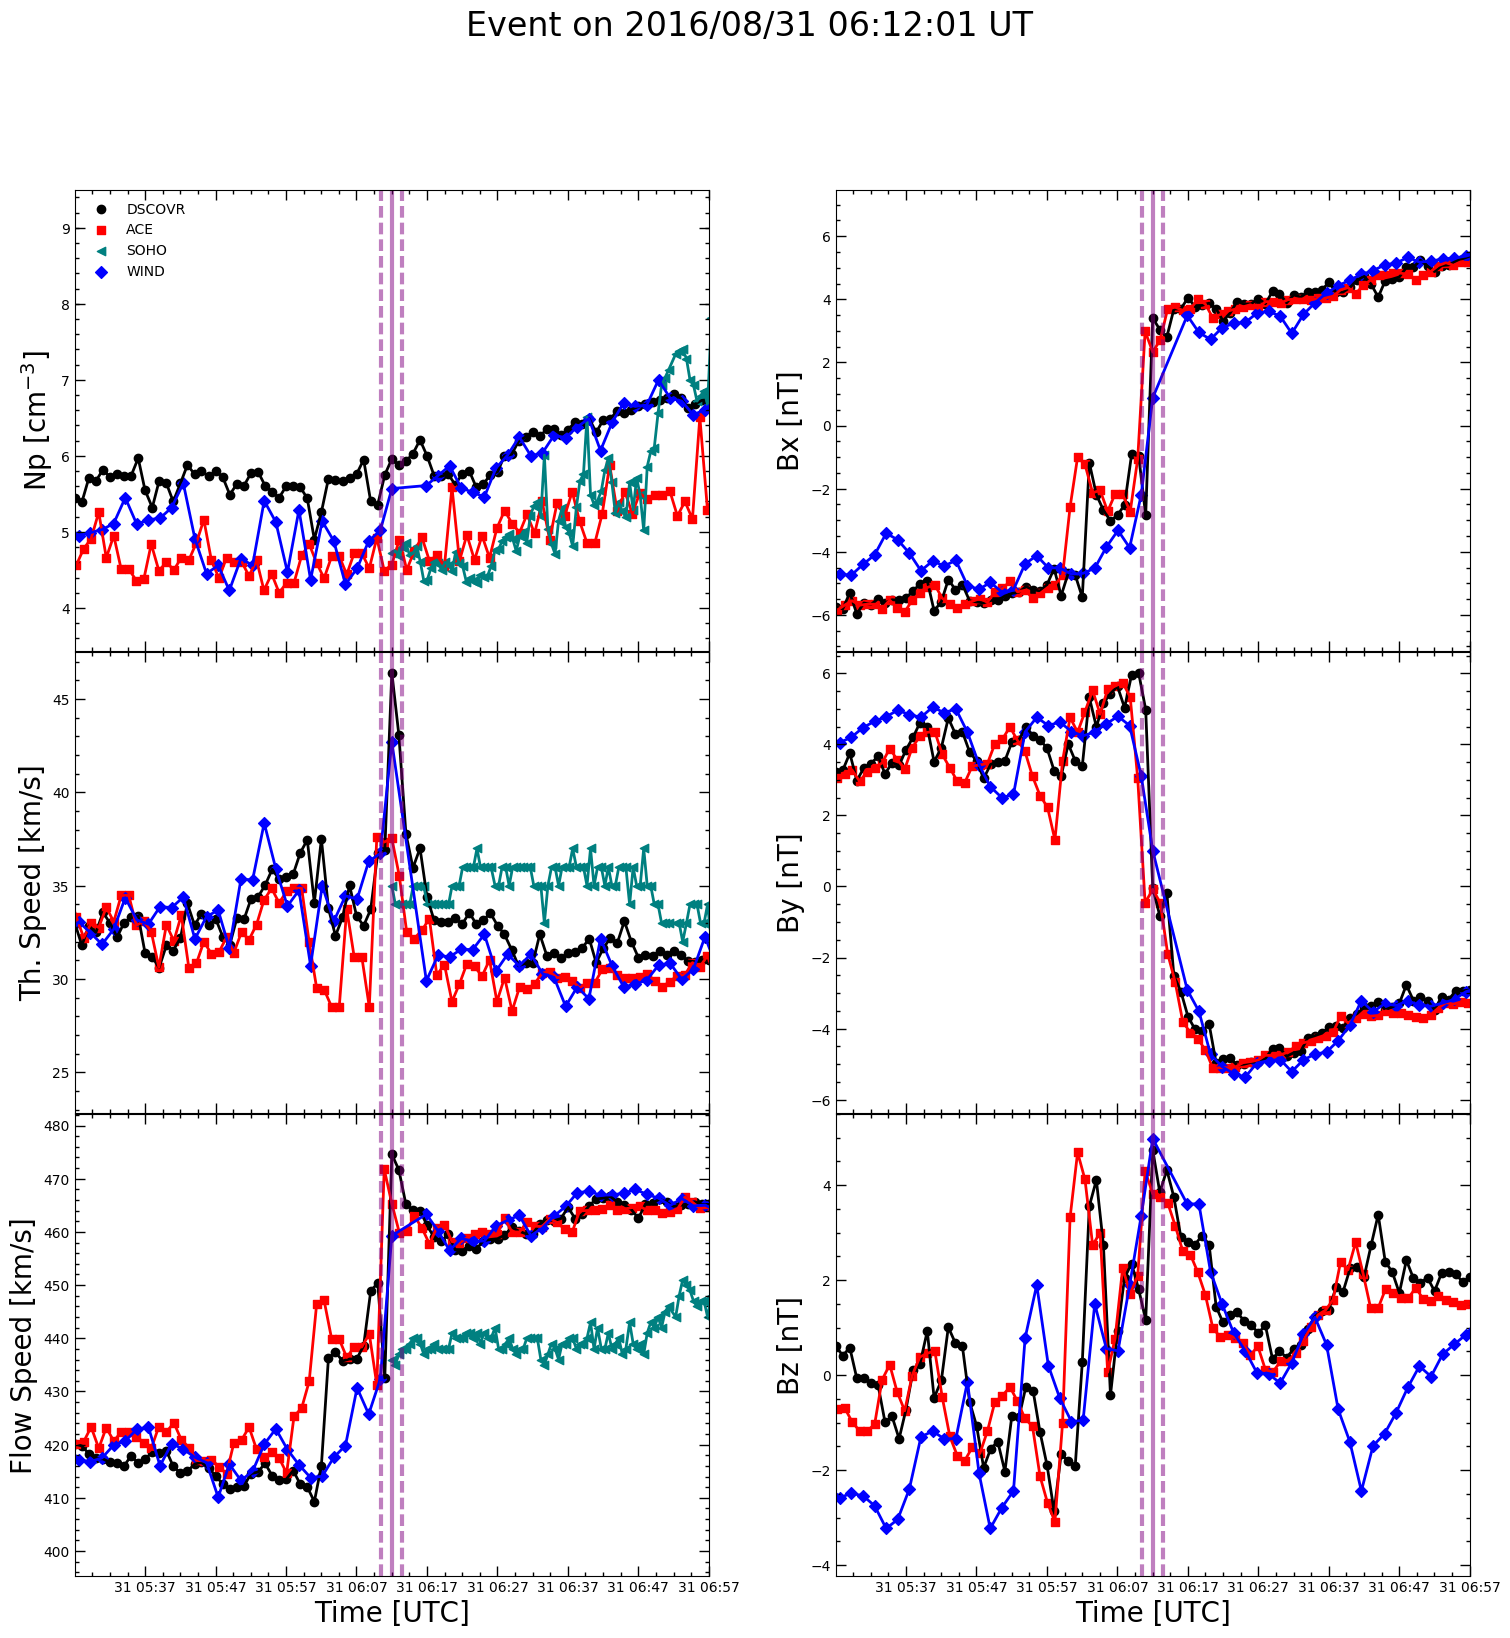 Event on 2016/08/31 06:12:01 UT
DSCOVR
ACE
SOHO
WIND
Np [cm⁻³]
9
8
7
6
5
4
Th. Speed [km/s]
45
40
35
30
25
Flow Speed [km/s]
480
470
460
450
440
430
420
410
400
31 05:37 31 05:47 31 05:57 31 06:07 31 06:17 31 06:27 31 06:37 31 06:47 31 06:57
Time [UTC]
Bx [nT]
6
4
2
0
−2
−4
−6
By [nT]
6
4
2
0
−2
−4
−6
Bz [nT]
4
2
0
−2
−4
31 05:37 31 05:47 31 05:57 31 06:07 31 06:17 31 06:27 31 06:37 31 06:47 31 06:57
Time [UTC]